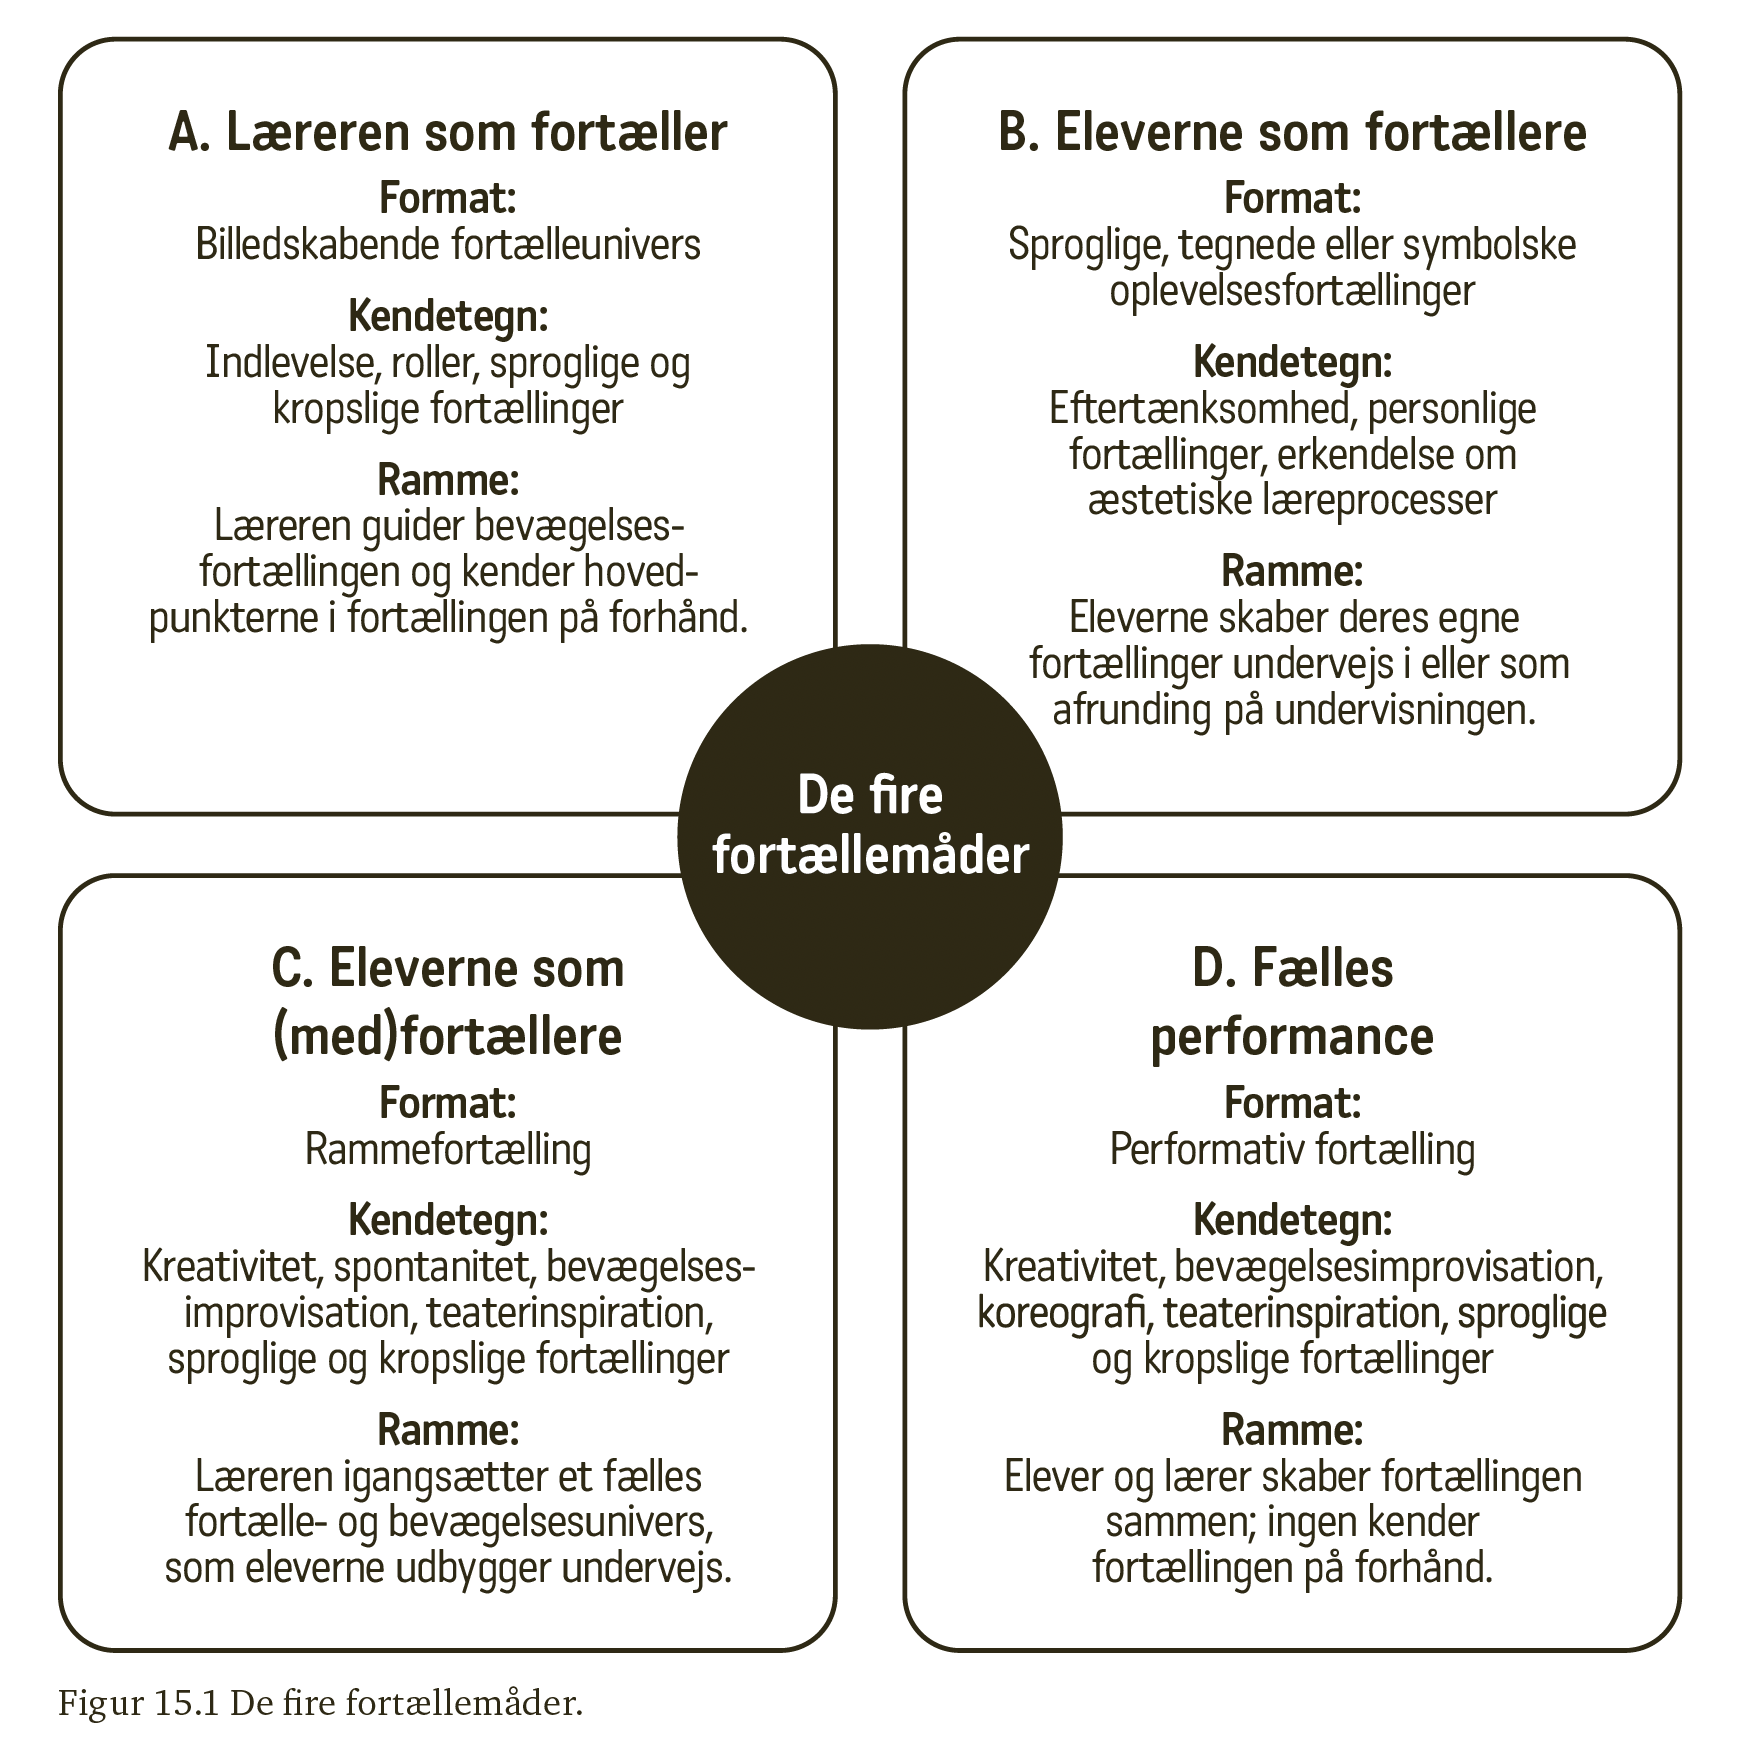 A. Læreren som fortæller
Format:
Billedskabende fortælleunivers
Kendetegn:
Indlevelse, roller, sproglige og
kropslige fortællinger
Ramme:
Læreren guider bevægelses-
fortællingen og kender hoved-
punkterne i fortællingen på forhånd.
B. Eleverne som fortællere
Format:
Sproglige, tegnede eller symbolske
oplevelsesfortællinger
Kendetegn:
Eftertænksomhed, personlige
fortællinger, erkendelse om
æstetiske læreprocesser
Ramme:
Eleverne skaber deres egne
fortællinger undervejs i eller som
afrunding på undervisningen.
De fire
fortællemåder
C. Eleverne som
(med)fortællere
Format:
Rammefortælling
Kendetegn:
Kreativitet, spontanitet, bevægelses-
improvisation, teaterinspiration,
sproglige og kropslige fortællinger
Ramme:
Læreren igangsætter et fælles
fortælle- og bevægelsesunivers,
som eleverne udbygger undervejs.
D. Fælles
performance
Format:
Performativ fortælling
Kendetegn:
Kreativitet, bevægelsesimprovisation,
koreografi, teaterinspiration, sproglige
og kropslige fortællinger
Ramme:
Elever og lærer skaber fortællingen
sammen; ingen kender
fortællingen på forhånd.
Figur 15.1 De fire fortællemåder.